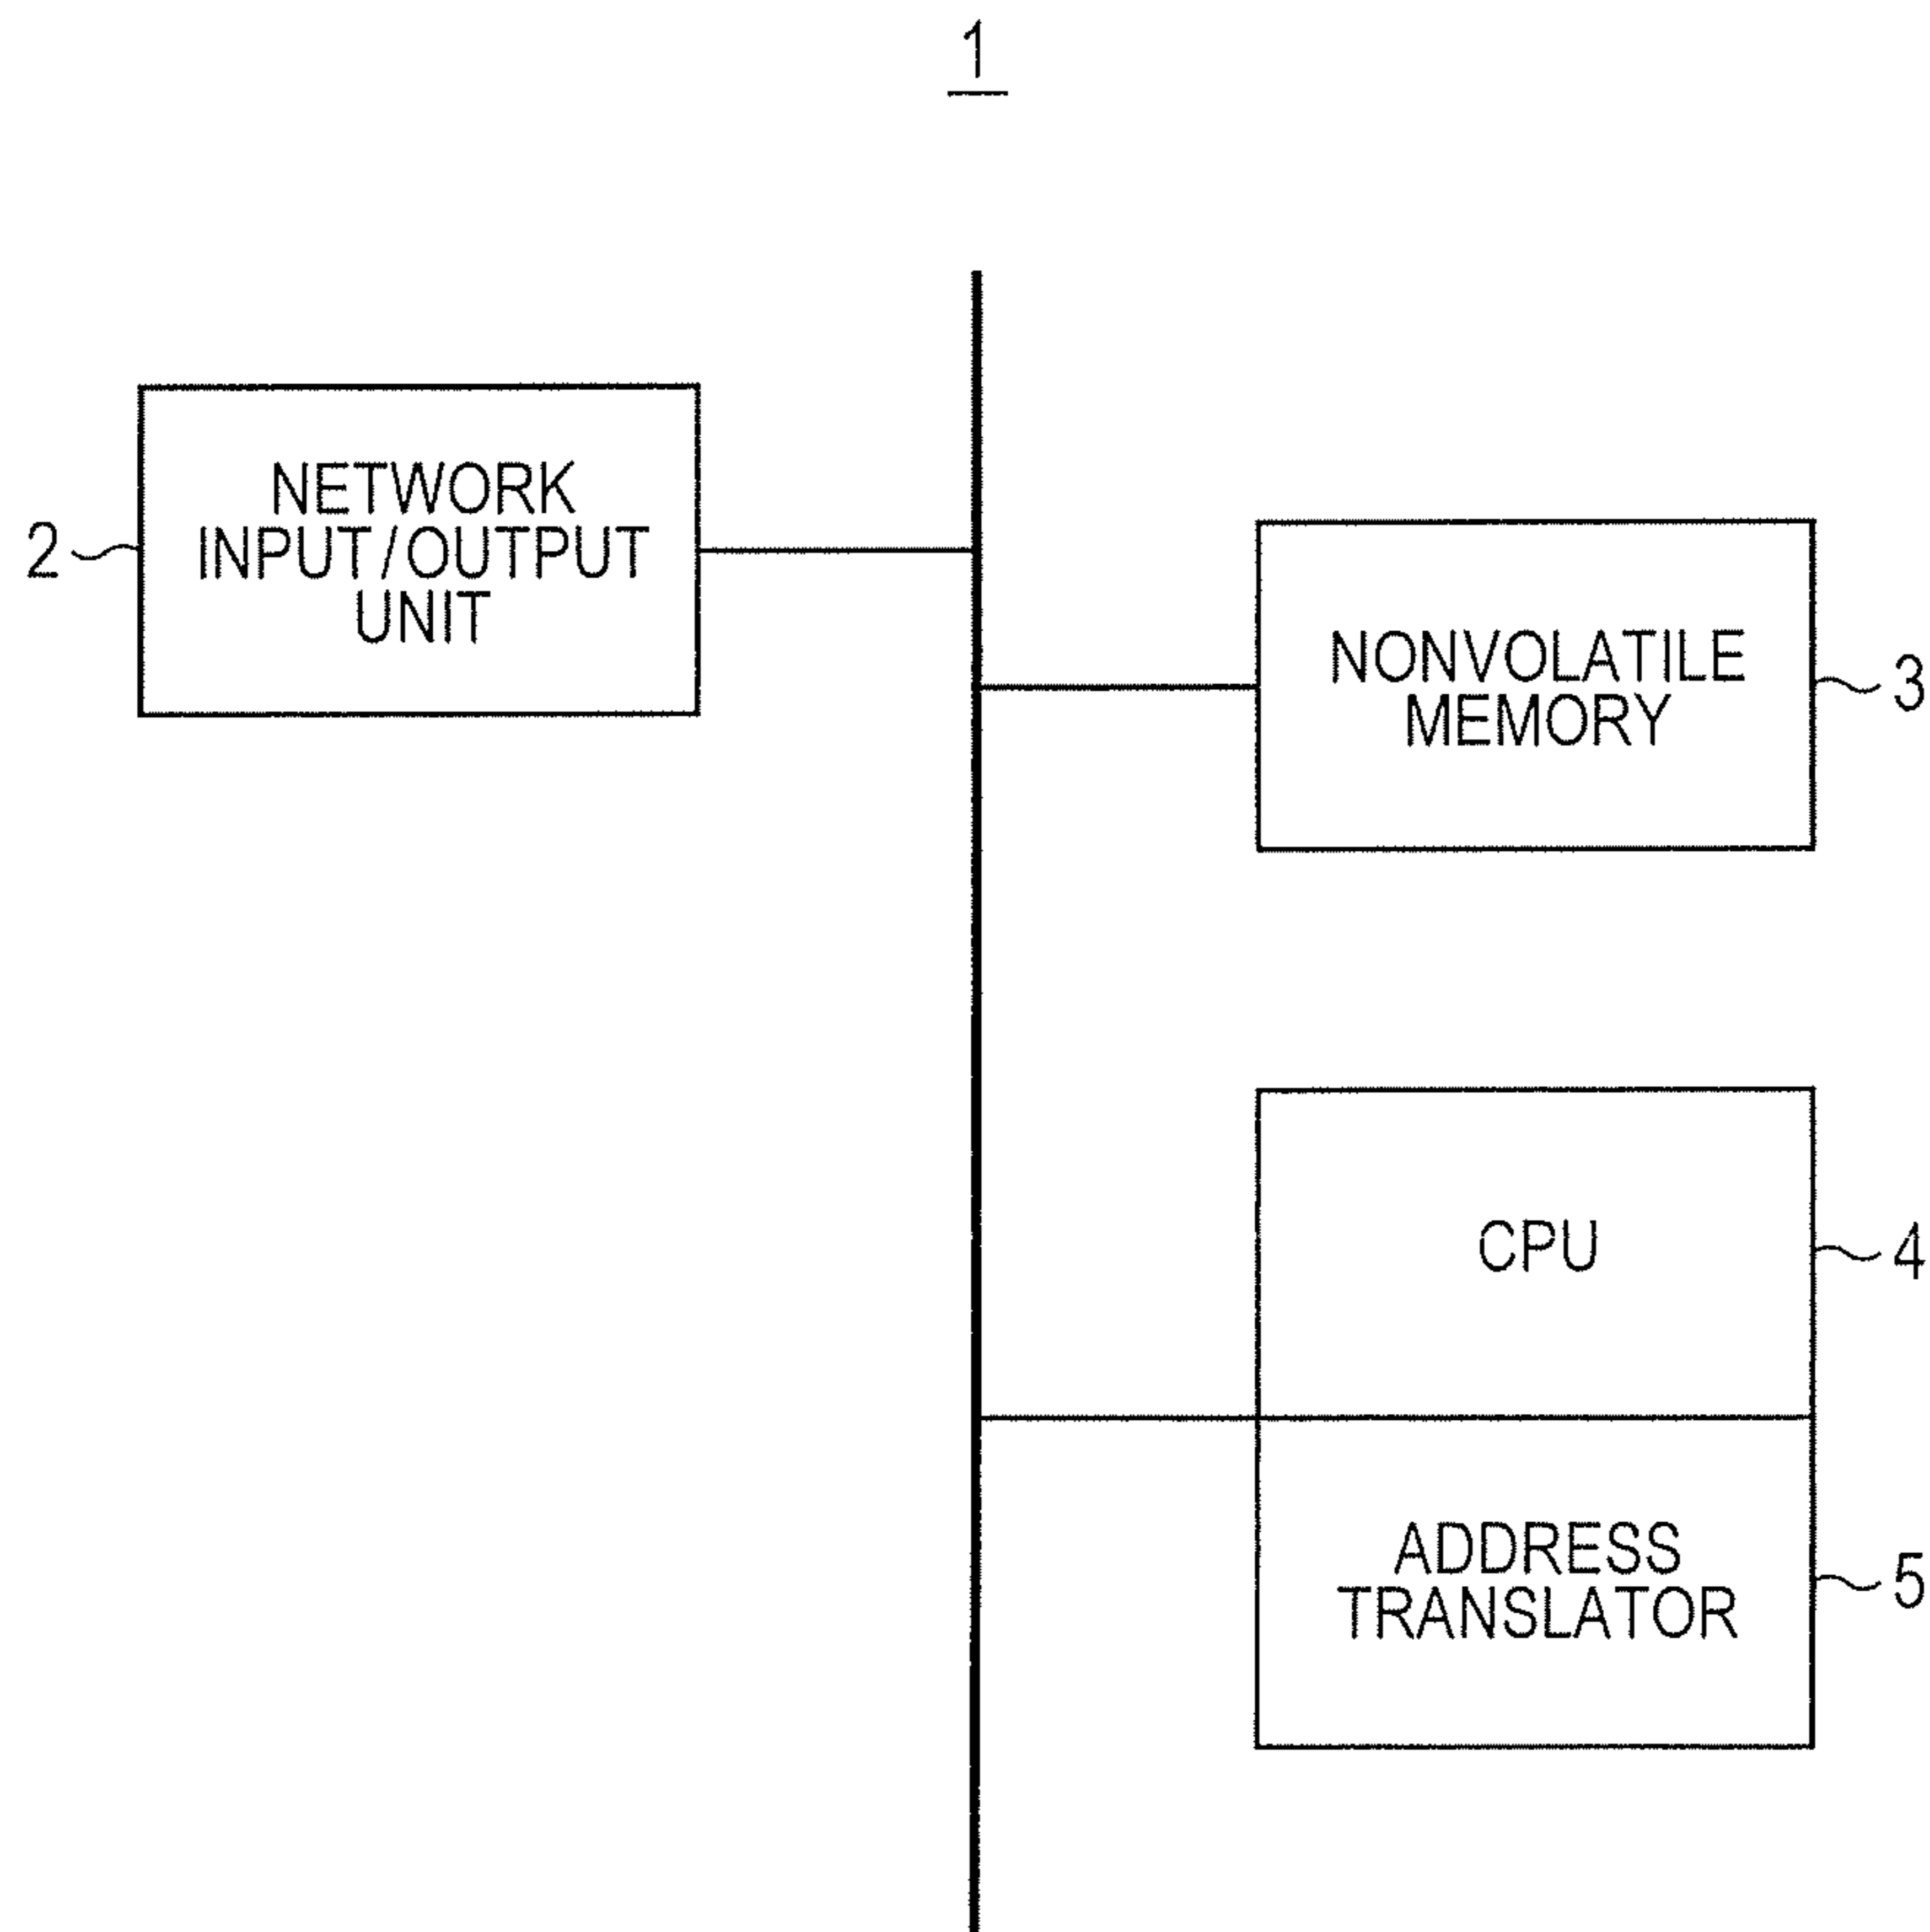 1
2
NETWORK
INPUT/OUTPUT
UNIT
NONVOLATILE
MEMORY
3
CPU
4
ADDRESS
TRANSLATOR
5